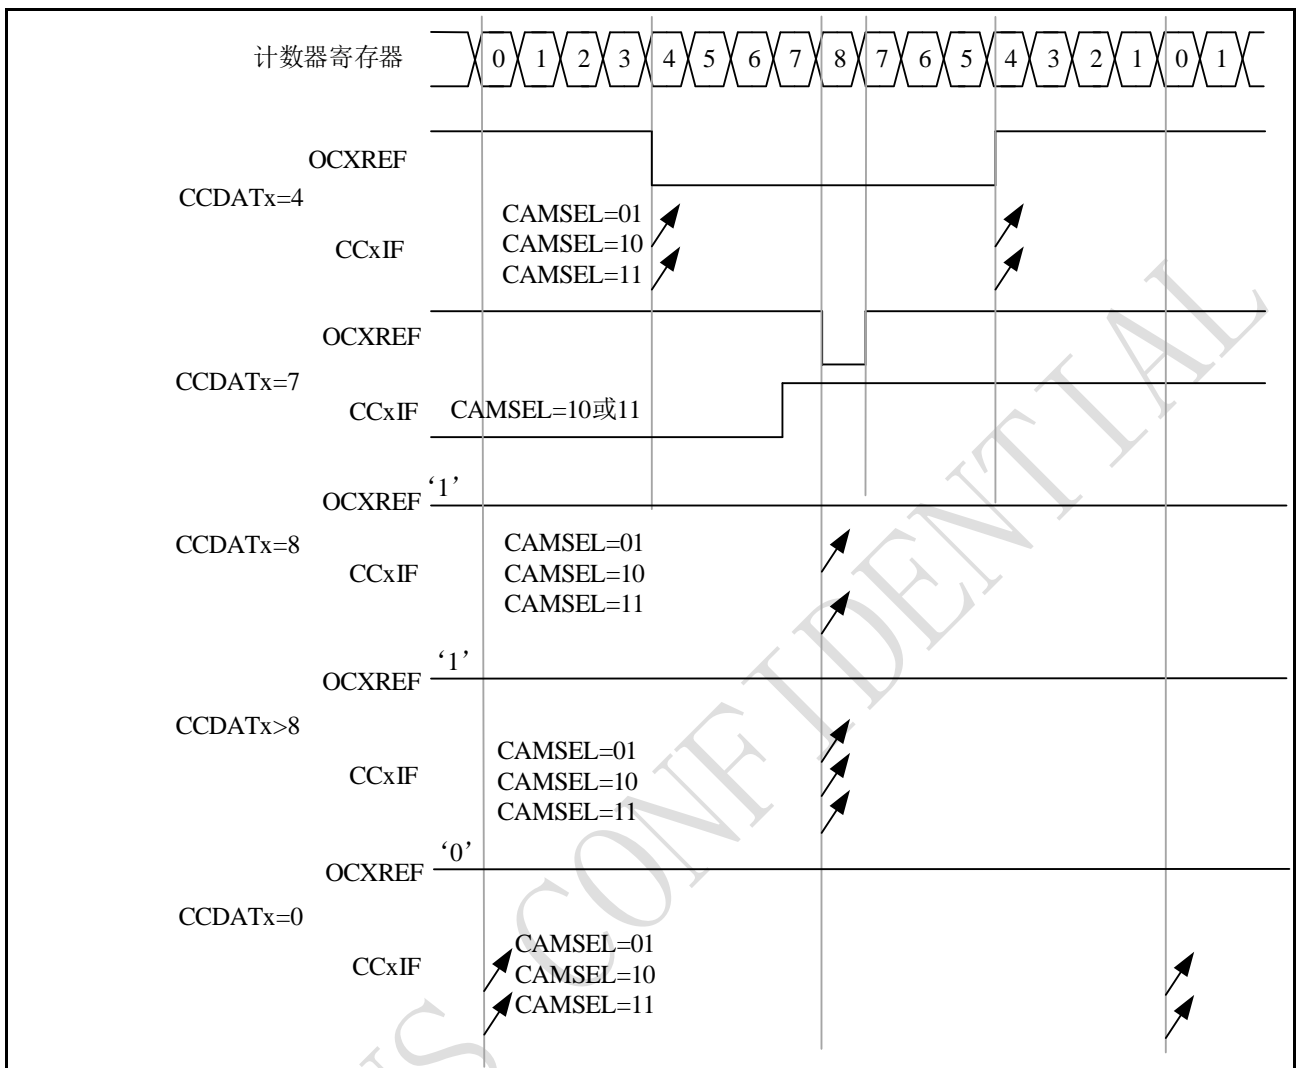 计数器寄存器 0 1 2 3 4 5 6 7 8 7 6 5 4 3 2 1 0 1
OCXREF
CCDATx=4
CCxIF
CAMSEL=01
CAMSEL=10
CAMSEL=11
OCXREF
CCDATx=7
CCxIF
CAMSEL=10或11
OCXREF
‘1’
CCDATx=8
CCxIF
CAMSEL=01
CAMSEL=10
CAMSEL=11
OCXREF
‘1’
CCDATx>8
CCxIF
CAMSEL=01
CAMSEL=10
CAMSEL=11
OCXREF
‘0’
CCDATx=0
CCxIF
CAMSEL=01
CAMSEL=10
CAMSEL=11
NS CONFIDENTIAL